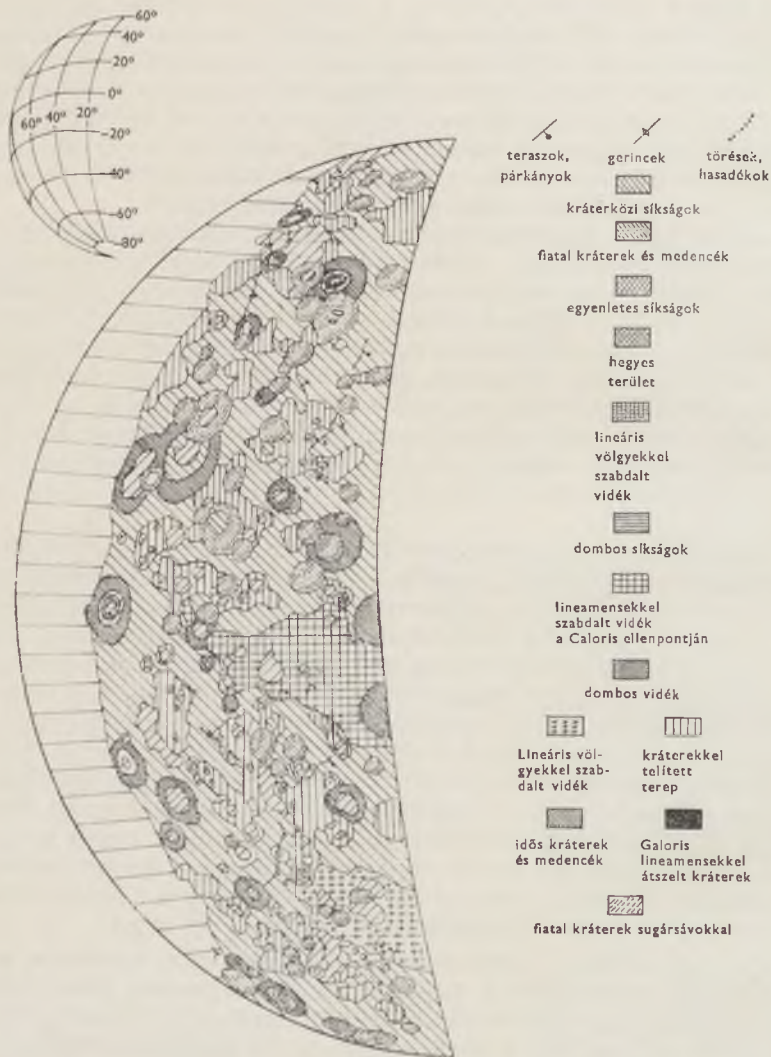 60°
40°
20°
0°
60° 40° 20°
-20°
-40°
-60°
-80°
teraszok,
párkányok
gerincek
törések,
hasadékok
kráterközi síkságok
fiatal kráterek és medencék
egyenletes síkságok
hegyes
terület
lineáris
völgyekkel
szabdalt
vidék
dombos síkságok
lineamensekkel
szabdalt vidék
a Caloris ellenpontján
dombos vidék
Lineáris völ-
gyekkel szab-
dalt vidék
kráterekkel
telített
terep
idős kráterek
és medencék
Galoris
lineamensekkel
átszelt kráterek
fiatal kráterek sugársávokkal